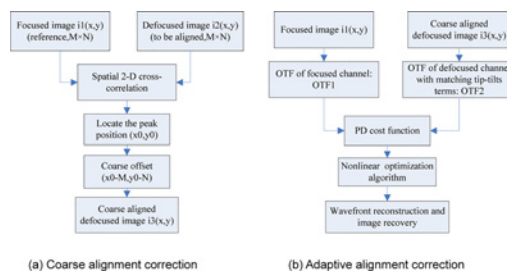 Focused image i1(x,y)
(reference,M×N)
Defocused image i2(x,y)
(to be aligned,M×N)
Spatial 2-D cross-
correlation
Locate the peak
position (x0,y0)
Coarse offset
(x0-M,y0-N)
Coarse aligned
defocused image i3(x,y)
(a) Coarse alignment correction
Focused image i1(x,y)
Coarse aligned
defocused image i3(x,y)
OTF of focused channel:
OTF1
OTF of defocused channel
with matching tip-tilts
terms: OTF2
PD cost function
Nonlinear optimization
algorithm
Wavefront reconstruction and
image recovery
(b) Adaptive alignment correction